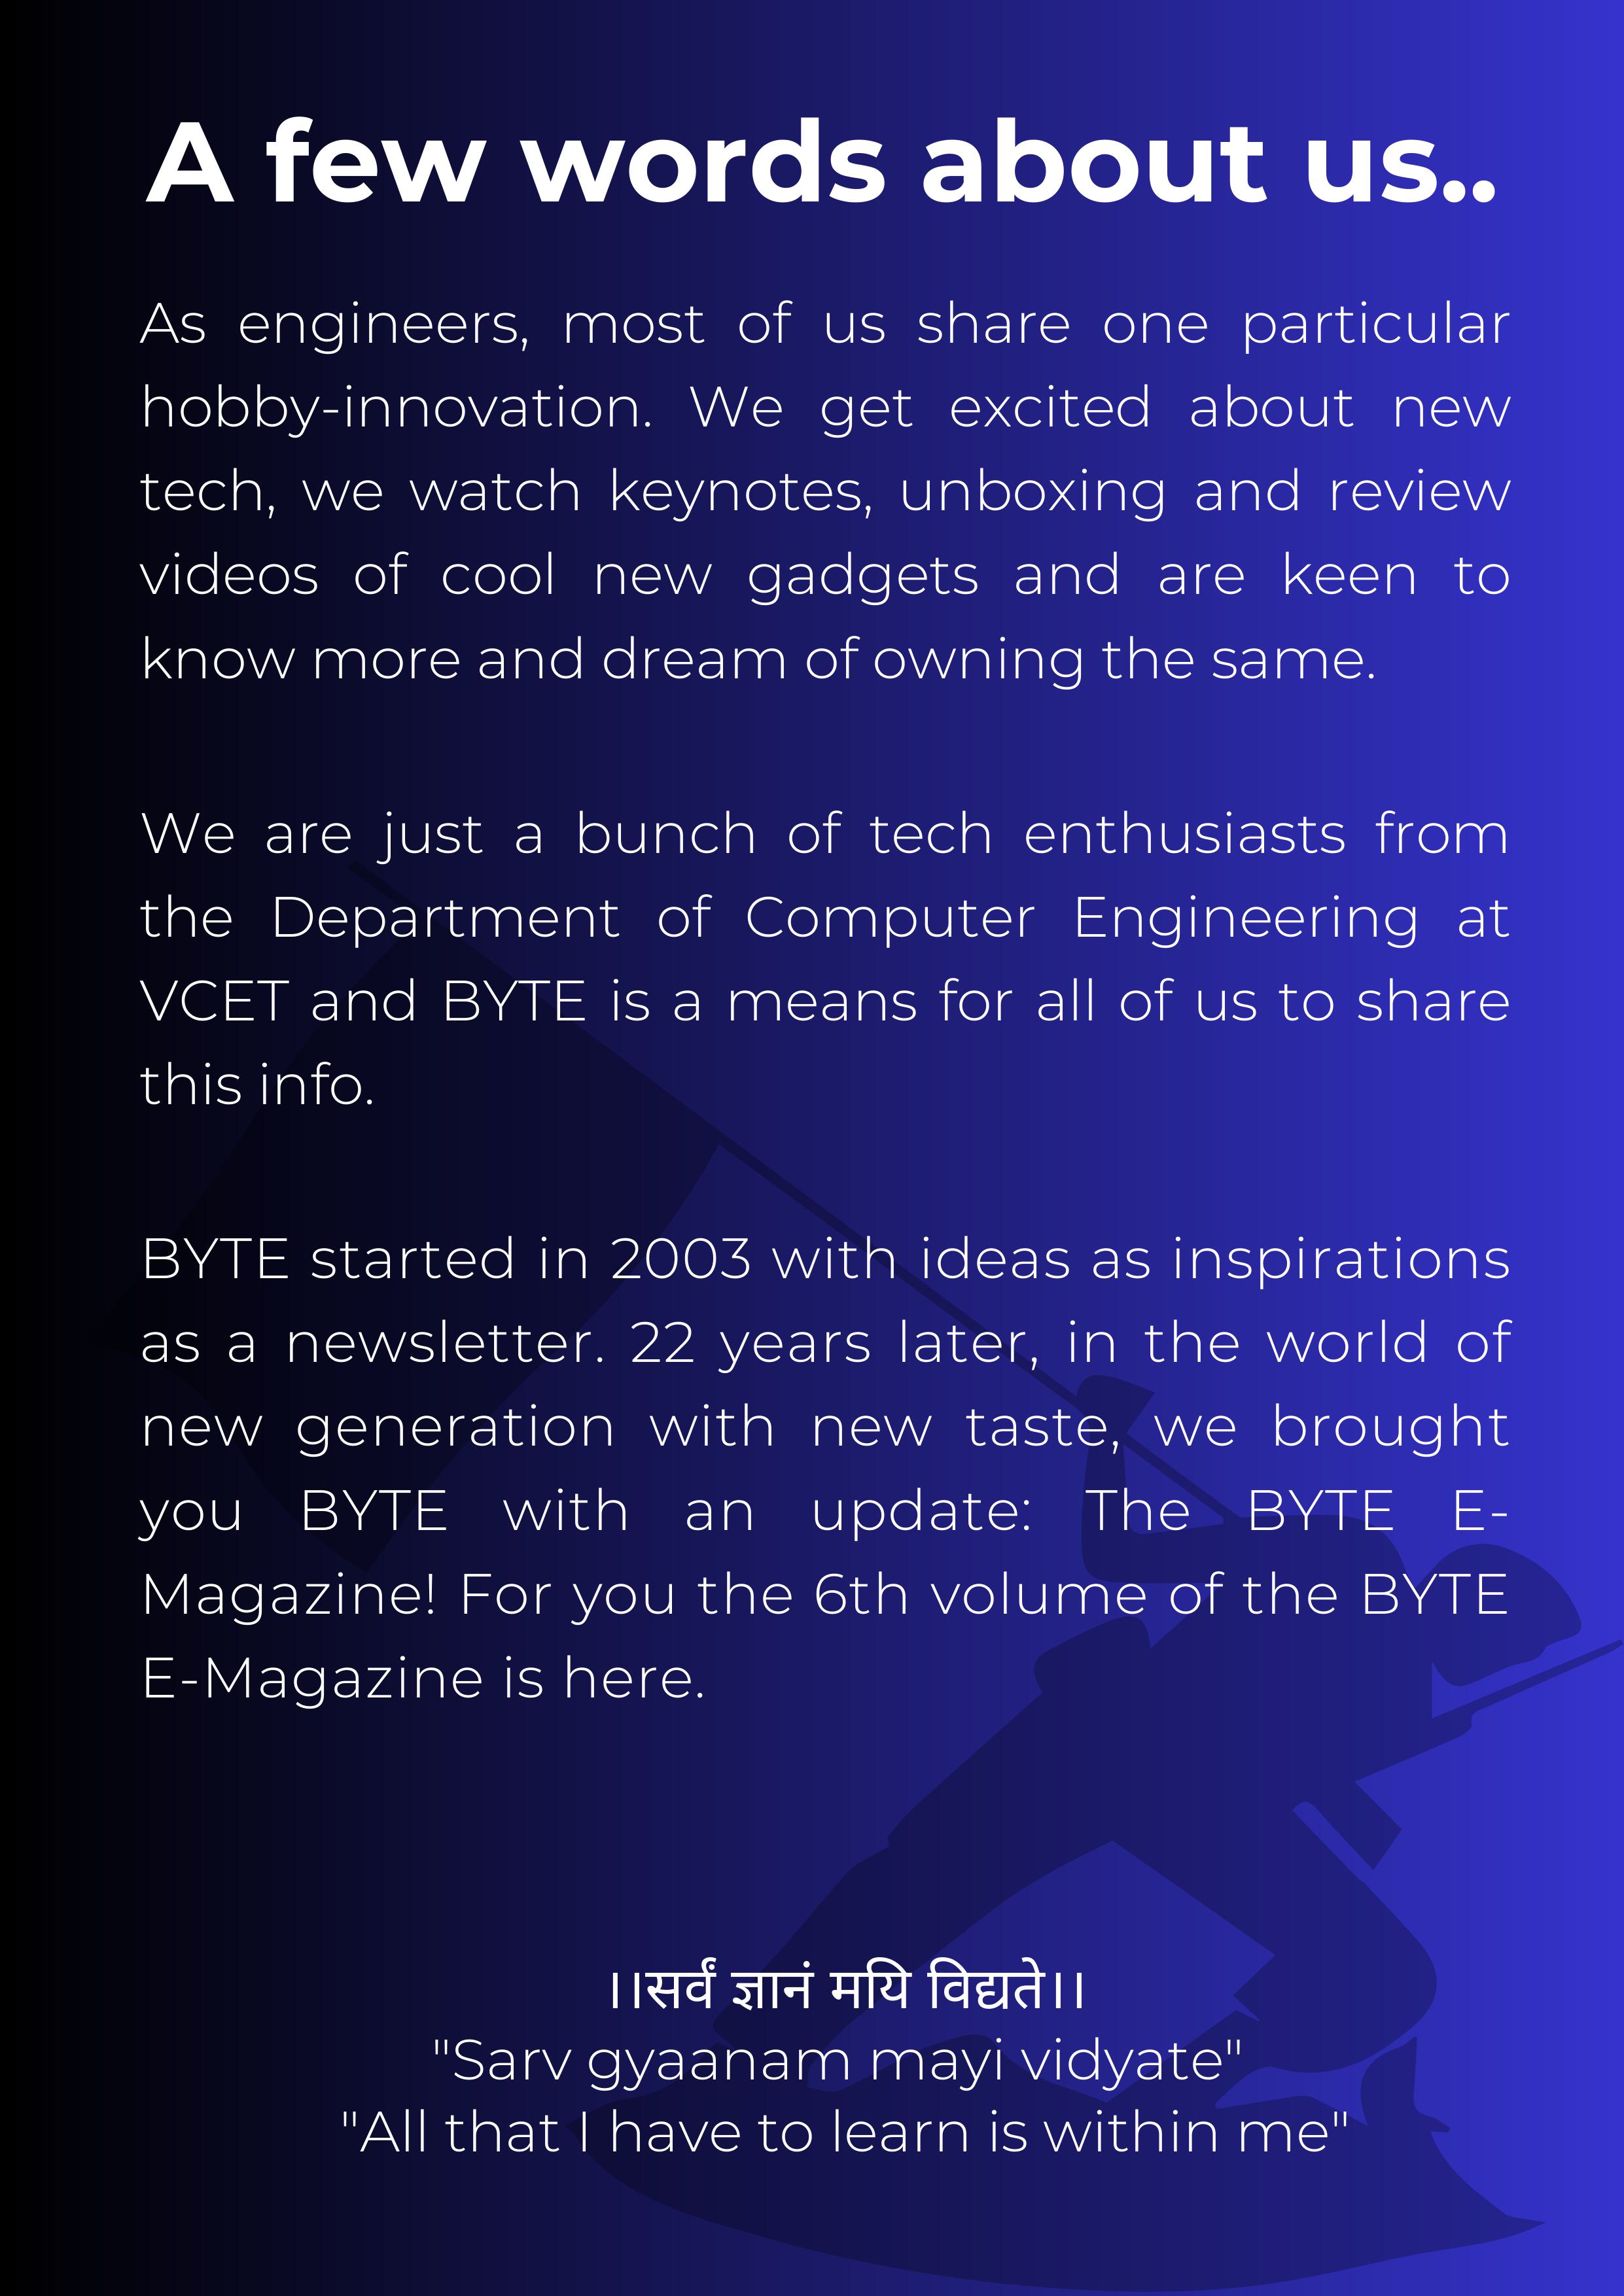 A few words about us..
As engineers, most of us share one particular
hobby-innovation. We get excited about new
tech, we watch keynotes, unboxing and review
videos of cool new gadgets and are keen to
know more and dream of owning the same.
We are just a bunch of tech enthusiasts from
the Department of Computer Engineering at
VCET and BYTE is a means for all of us to share
this info.
BYTE started in 2003 with ideas as inspirations
as a newsletter. 22 years later, in the world of
new generation with new taste, we brought
you BYTE with an update: The BYTE E-
Magazine! For you the 6th volume of the BYTE
E-Magazine is here.
।।सर्वं ज्ञानं मयि विद्यते।।
"Sarv gyaanam mayi vidyate"
"All that I have to learn is within me"